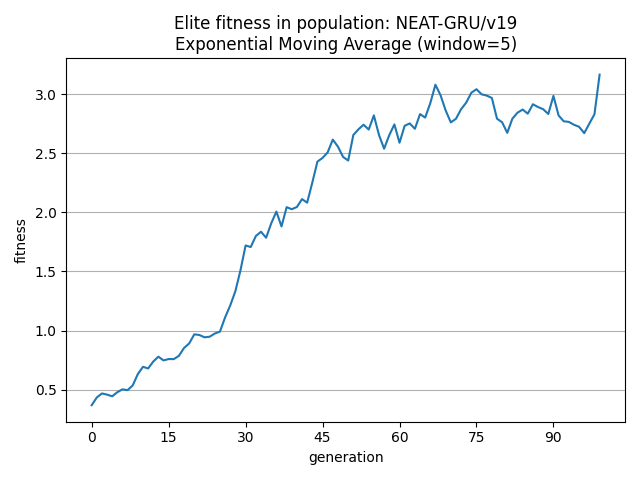 Elite fitness in population: NEAT-GRU/v19
Exponential Moving Average (window=5)
fitness
3.0
2.5
2.0
1.5
1.0
0.5
0 15 30 45 60 75 90
generation